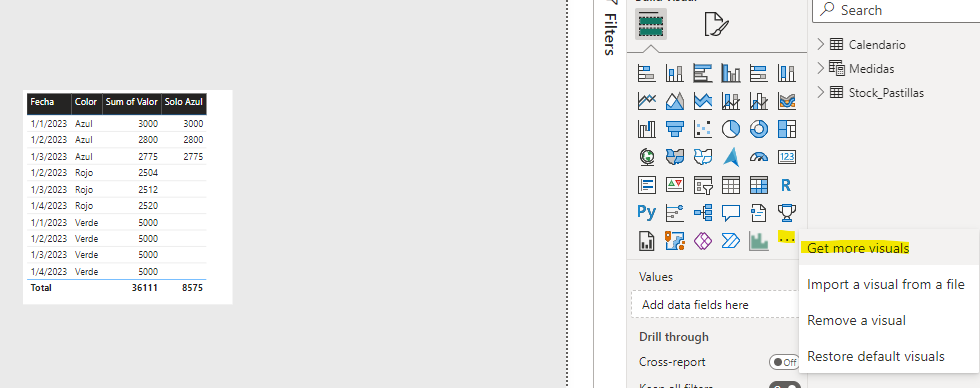 Build visual
Search
Filters
Calendario
Medidas
Stock_Pastillas
Fecha Color Sum of Valor Solo Azul
1/1/2023 Azul 3000 3000
1/2/2023 Azul 2800 2800
1/3/2023 Azul 2775 2775
1/2/2023 Rojo 2504
1/3/2023 Rojo 2512
1/4/2023 Rojo 2520
1/1/2023 Verde 5000
1/2/2023 Verde 5000
1/3/2023 Verde 5000
1/4/2023 Verde 5000
Total 36111 8575
123
R
Py
Get more visuals
Import a visual from a file
Remove a visual
Restore default visuals
Values
Add data fields here
Drill through
Cross-report Off
Keep all filters